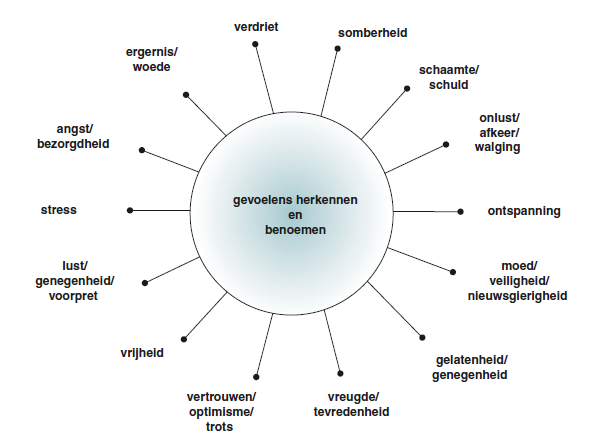 verdriet
somberheid
schaamte/
schuld
onlust/
afkeer/
walging
ontspanning
moed/
veiligheid/
nieuwsgierigheid
gelatenheid/
genegenheid
vreugde/
tevredenheid
vertrouwen/
optimisme/
trots
vrijheid
lust/
genegenheid/
voorpret
stress
angst/
bezorgdheid
ergernis/
woede
gevoelens herkennen
en
benoemen